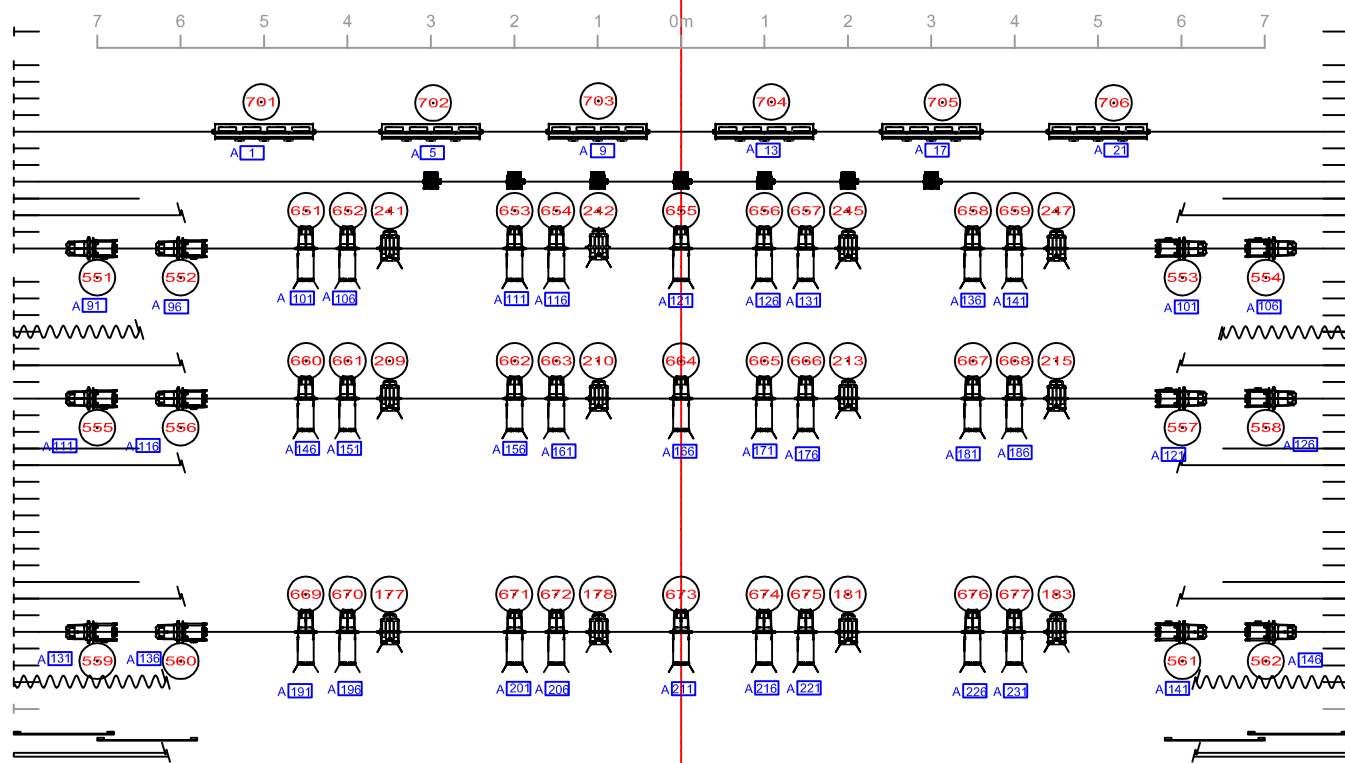 7 6 5 4 3 2 1 0m 1 2 3 4 5 6 7
701 702 703 704 705 706
A 1 A 5 A 9 A 13 A 17 A 21
651 652 241 653 654 242 655 656 657 245 658 659 247
551 552 553 554
A 91 A 96 A 101 A 106 A 111 A 116 A 121 A 126 A 131 A 136 A 141 A 101 A 106
660 661 209 662 663 210 664 665 666 213 667 668 215
555 556 557 558
A 111 A 116 A 146 A 151 A 156 A 161 A 166 A 171 A 176 A 181 A 186 A 121 A 126
669 670 177 671 672 178 673 674 675 181 676 677 183
A 131 559 A 136 560 561 562 A 146
A 191 A 196 A 201 A 206 A 211 A 216 A 221 A 226 A 231 A 141